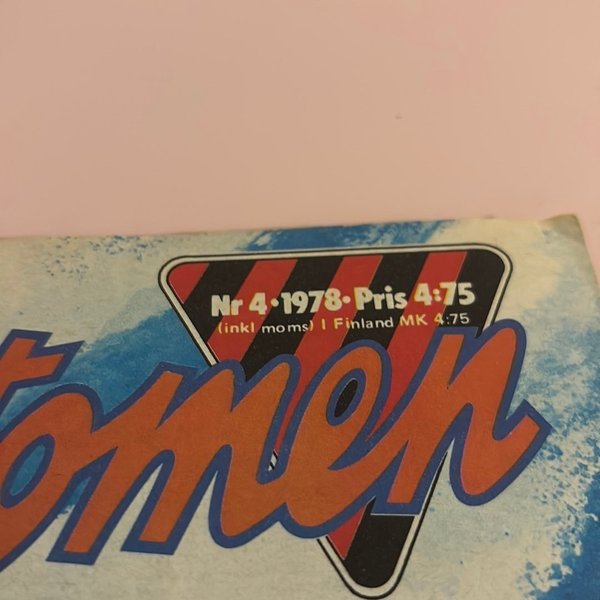 Nr 4•1978•Pris 4:75
(inkl moms) I Finland MK 4:75
tomen